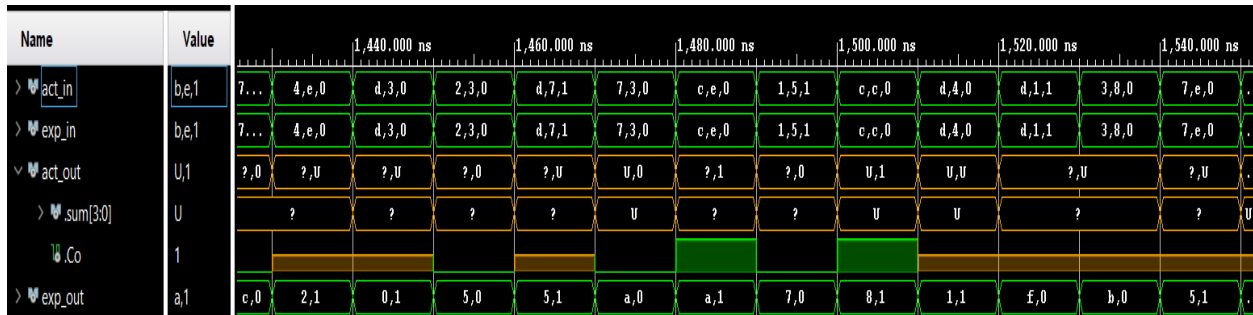 Name Value 1,440.000 ns 1,460.000 ns 1,480.000 ns 1,500.000 ns 1,520.000 ns 1,540.000 ns
act_in b,e,1 7... 4,e,0 d,3,0 2,3,0 d,7,1 7,3,0 c,e,0 1,5,1 c,c,0 d,4,0 d,1,1 3,8,0 7,e,0 .
exp_in b,e,1 7... 4,e,0 d,3,0 2,3,0 d,7,1 7,3,0 c,e,0 1,5,1 c,c,0 d,4,0 d,1,1 3,8,0 7,e,0 .
act_out U,1 ?,0 ?,U ?,U ?,0 ?,U U,0 ?,1 ?,0 U,1 U,U ?,U ?,U .
.sum[3:0] U ? ? ? ? U ? ? U U ? ? U
.Co 1
exp_out a,1 c,0 2,1 0,1 5,0 5,1 a,0 a,1 7,0 8,1 1,1 f,0 b,0 5,1 .